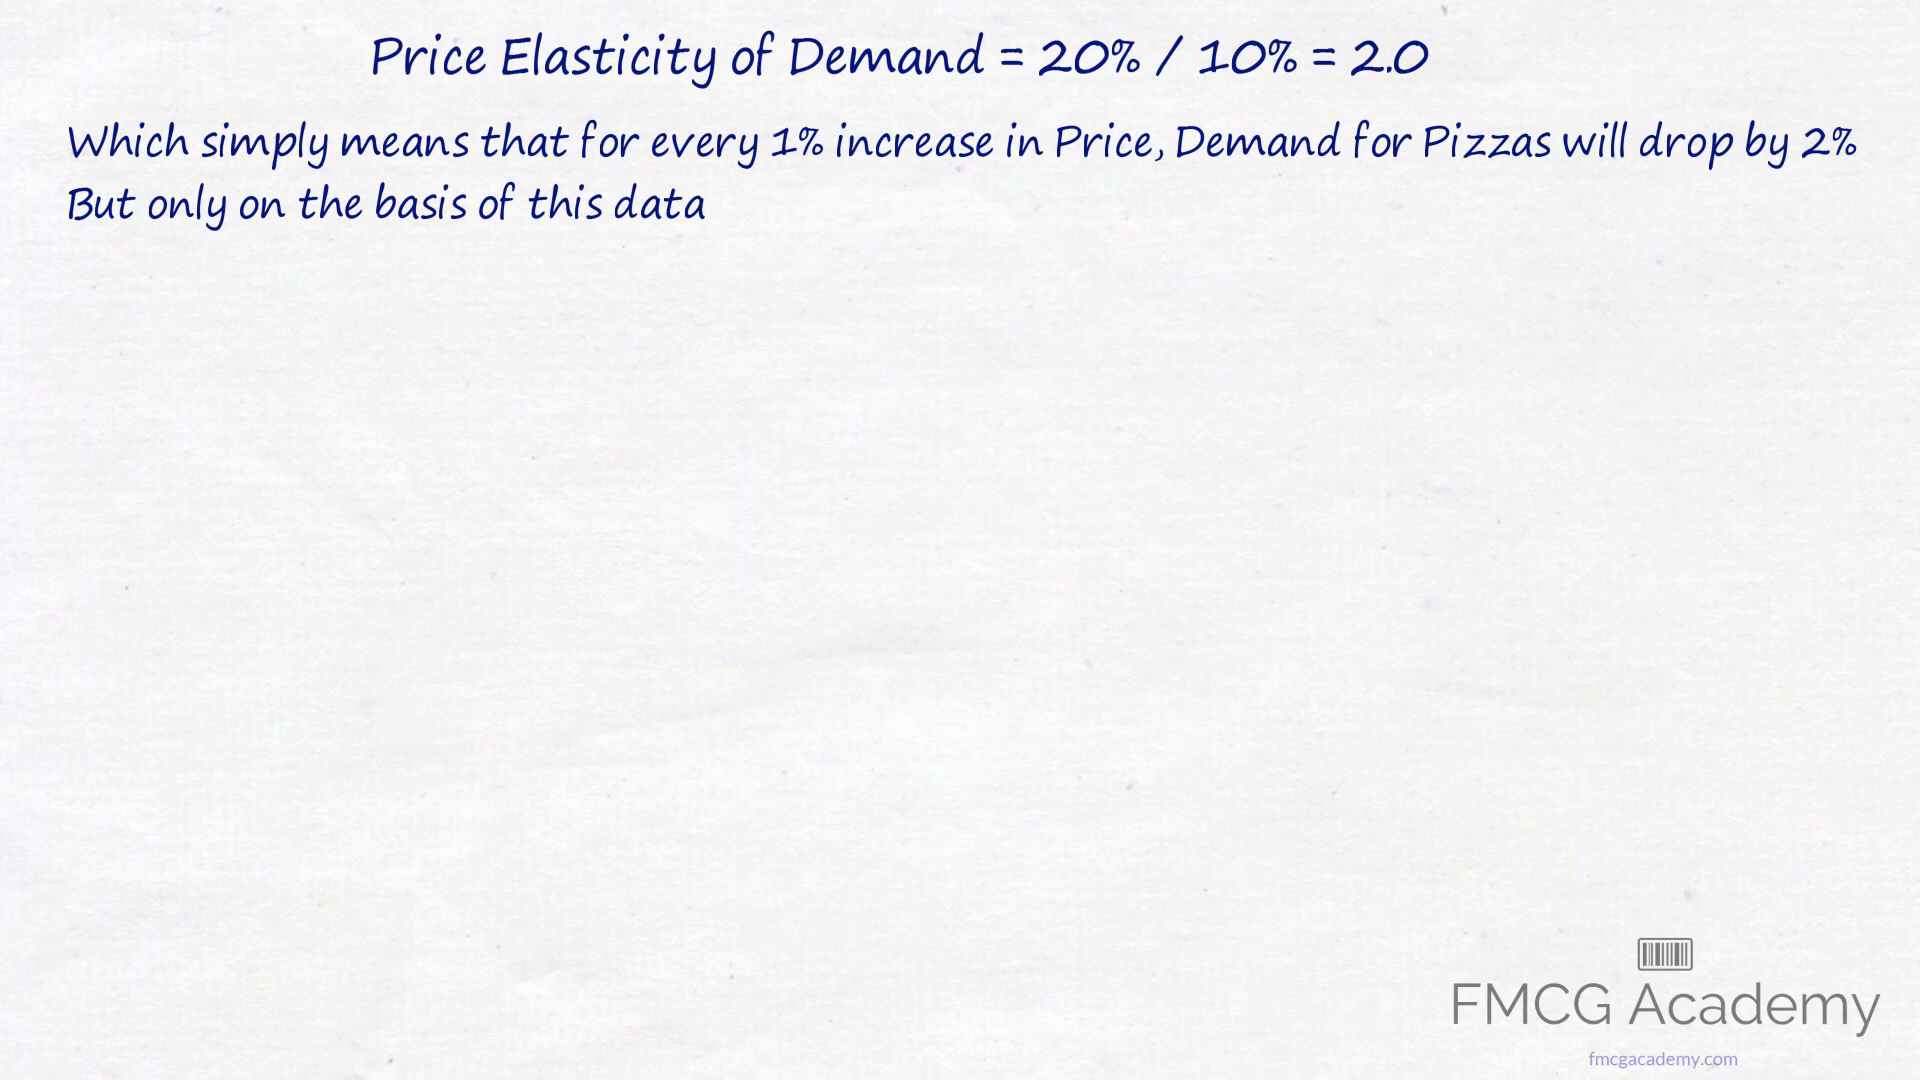 Price Elasticity of Demand = 20% / 10% = 2.0
Which simply means that for every 1% increase in Price, Demand for Pizzas will drop by 2%
But only on the basis of this data
FMCG Academy
fmcgacademy.com